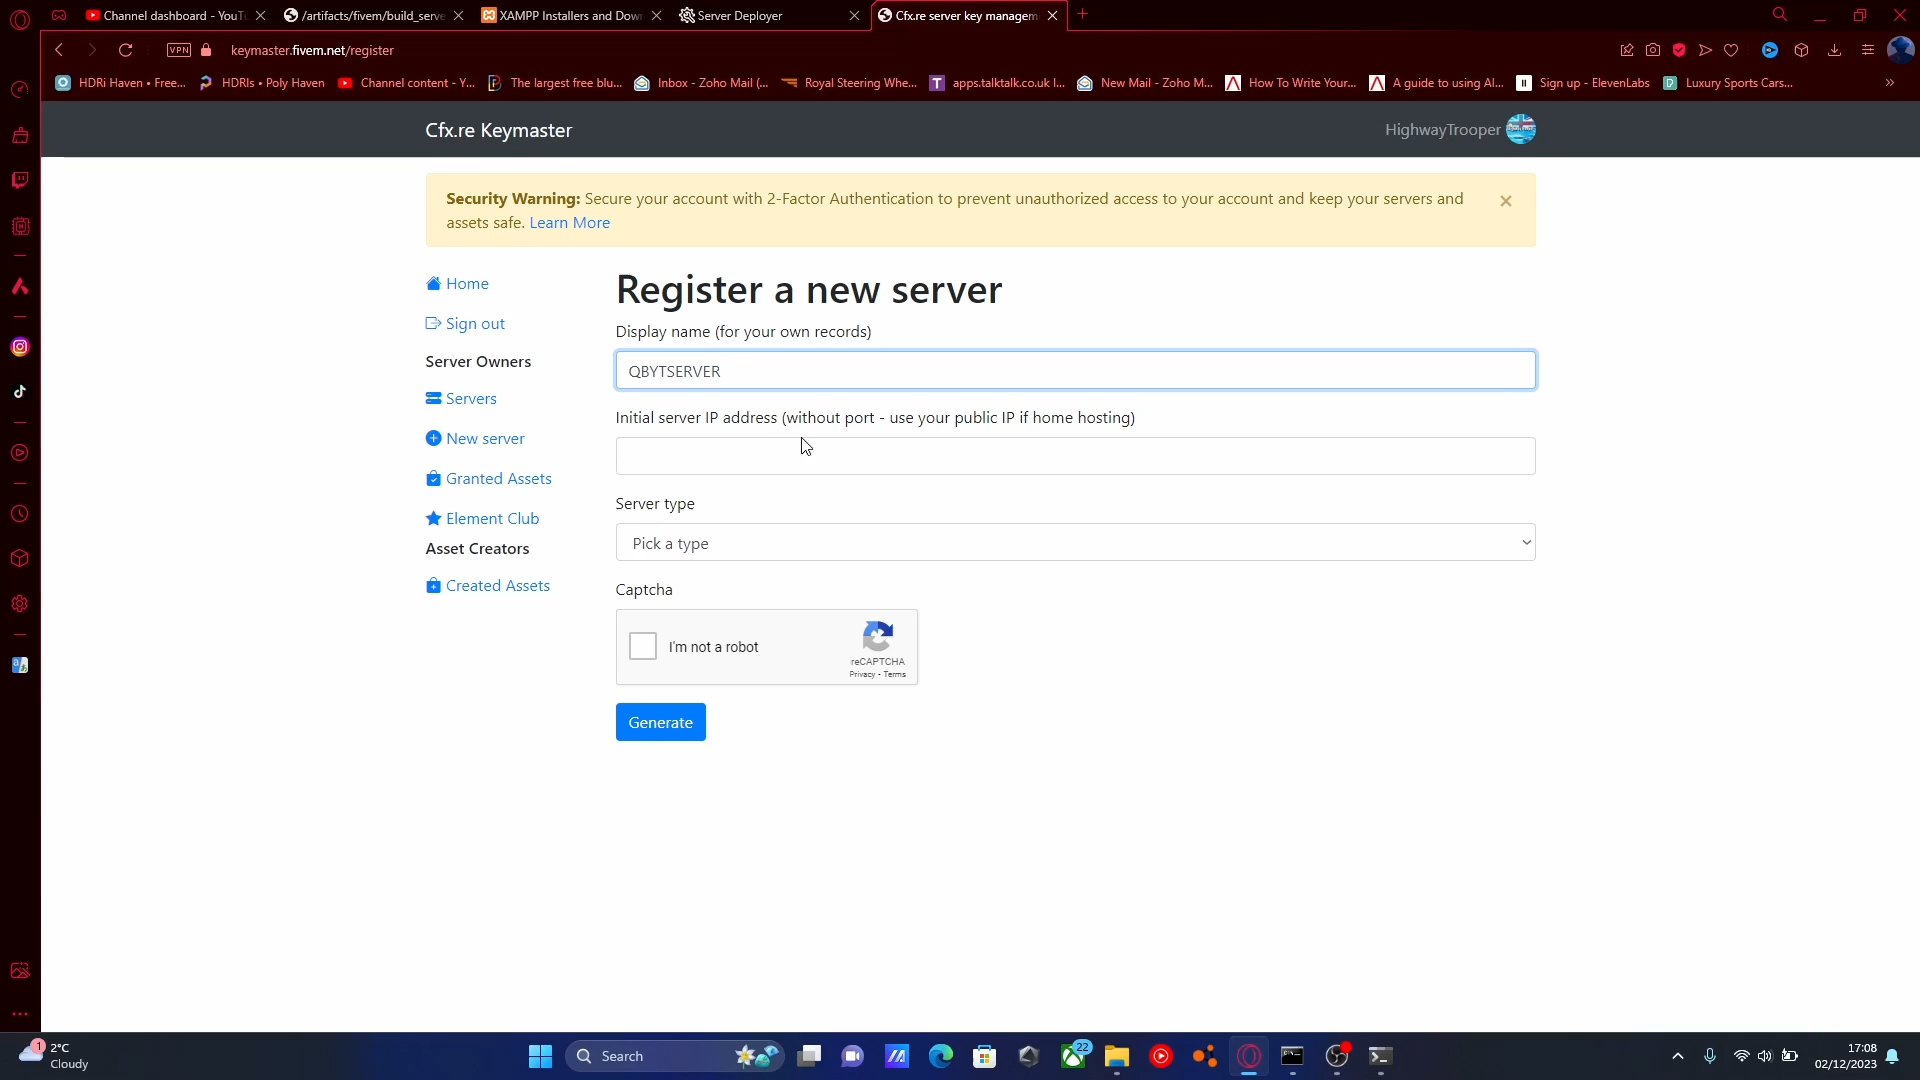 Channel dashboard - YouTu
/artifacts/fivem/build_serve
XAMPP Installers and Down
Server Deployer
Cfx.re server key managem
VPN
keymaster.fivem.net/register
HDRi Haven • Free...
HDRIs • Poly Haven
Channel content - Y...
The largest free blu...
Inbox - Zoho Mail (...
Royal Steering Whe...
apps.talktalk.co.uk l...
New Mail - Zoho M...
How To Write Your...
A guide to using Al...
Sign up - ElevenLabs
Luxury Sports Cars...
»
Cfx.re Keymaster
HighwayTrooper
Security Warning: Secure your account with 2-Factor Authentication to prevent unauthorized access to your account and keep your servers and
assets safe. Learn More
Home
Sign out
Server Owners
Servers
New server
Granted Assets
Element Club
Asset Creators
Created Assets
Register a new server
Display name (for your own records)
QBYTSERVER
Initial server IP address (without port - use your public IP if home hosting)
Server type
Pick a type
Captcha
I'm not a robot
reCAPTCHA
Privacy - Terms
Generate
1
2°C
Cloudy
Search
22
17:08
02/12/2023